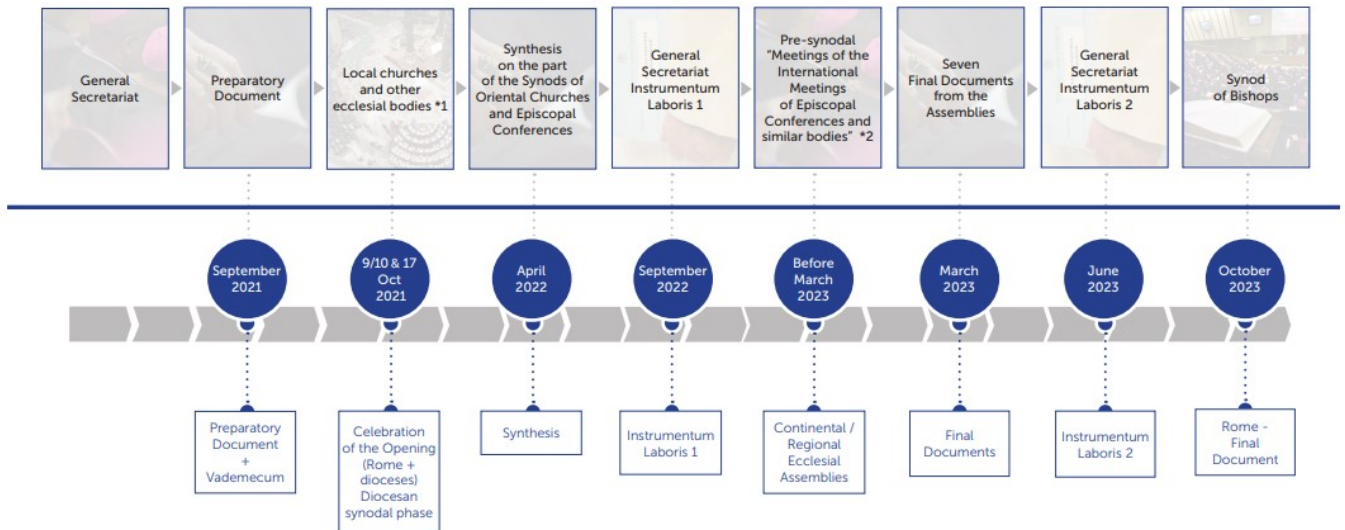 General
Secretariat
Preparatory
Document
Local churches
and other
ecclesial bodies *1
Synthesis
on the part
of the Synods of
Oriental Churches
and Episcopal
Conferences
General
Secretariat
Instrumentum
Laboris 1
Pre-synodal
"Meetings of the
International
Meetings
of Episcopal
Conferences and
similar bodies" *2
Seven
Final Documents
from the
Assemblies
General
Secretariat
Instrumentum
Laboris 2
Synod
of Bishops
September
2021
9/10 & 17
Oct
2021
April
2022
September
2022
Before
March
2023
March
2023
June
2023
October
2023
Preparatory
Document
+
Vademecum
Celebration
of the Opening
(Rome +
dioceses)
Diocesan
synodal phase
Synthesis
Instrumentum
Laboris 1
Continental /
Regional
Ecclesial
Assemblies
Final
Documents
Instrumentum
Laboris 2
Rome -
Final
Document